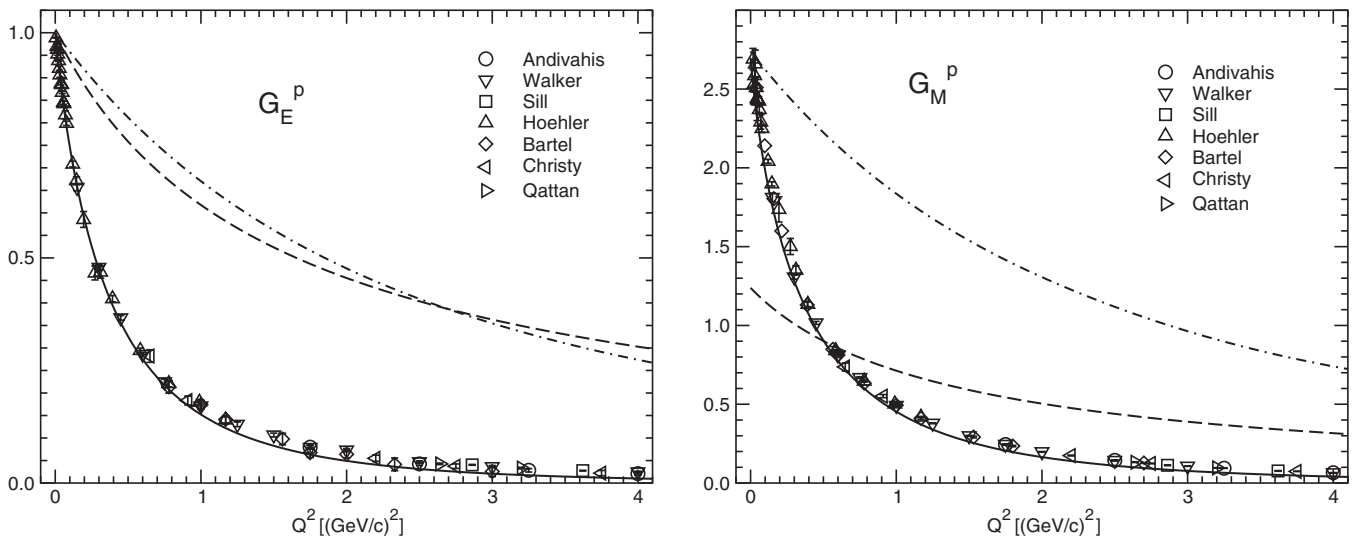 1.0
0.5
0.0
0 1 2 3 4
Q^2 [(GeV/c)^2]
G_E^p
Andivahis
Walker
Sill
Hoehler
Bartel
Christy
Qattan
2.5
2.0
1.5
1.0
0.5
0.0
0 1 2 3 4
Q^2 [(GeV/c)^2]
G_M^p
Andivahis
Walker
Sill
Hoehler
Bartel
Christy
Qattan